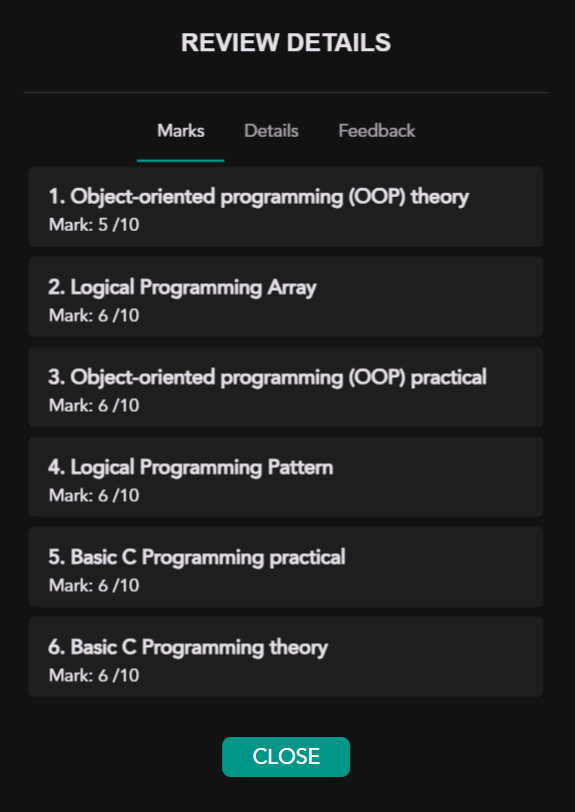 REVIEW DETAILS
Marks Details Feedback
1. Object-oriented programming (OOP) theory
Mark: 5 /10
2. Logical Programming Array
Mark: 6 /10
3. Object-oriented programming (OOP) practical
Mark: 6 /10
4. Logical Programming Pattern
Mark: 6 /10
5. Basic C Programming practical
Mark: 6 /10
6. Basic C Programming theory
Mark: 6 /10
CLOSE